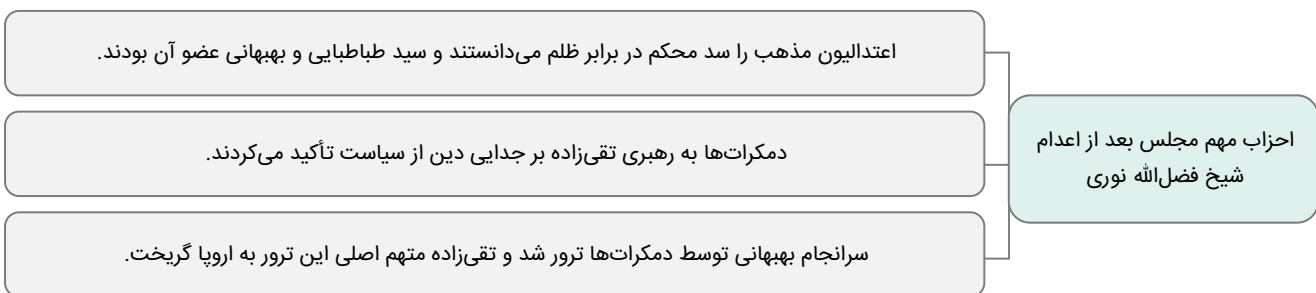 احزاب مهم مجلس بعد از اعدام
شیخ فضل‌الله نوری
اعتدالیون مذهب را سد محکم در برابر ظلم می‌دانستند و سید طباطبایی و بهبهانی عضو آن بودند.
دمکرات‌ها به رهبری تقی‌زاده بر جدایی دین از سیاست تأکید می‌کردند.
سرانجام بهبهانی توسط دمکرات‌ها ترور شد و تقی‌زاده متهم اصلی این ترور به اروپا گریخت.